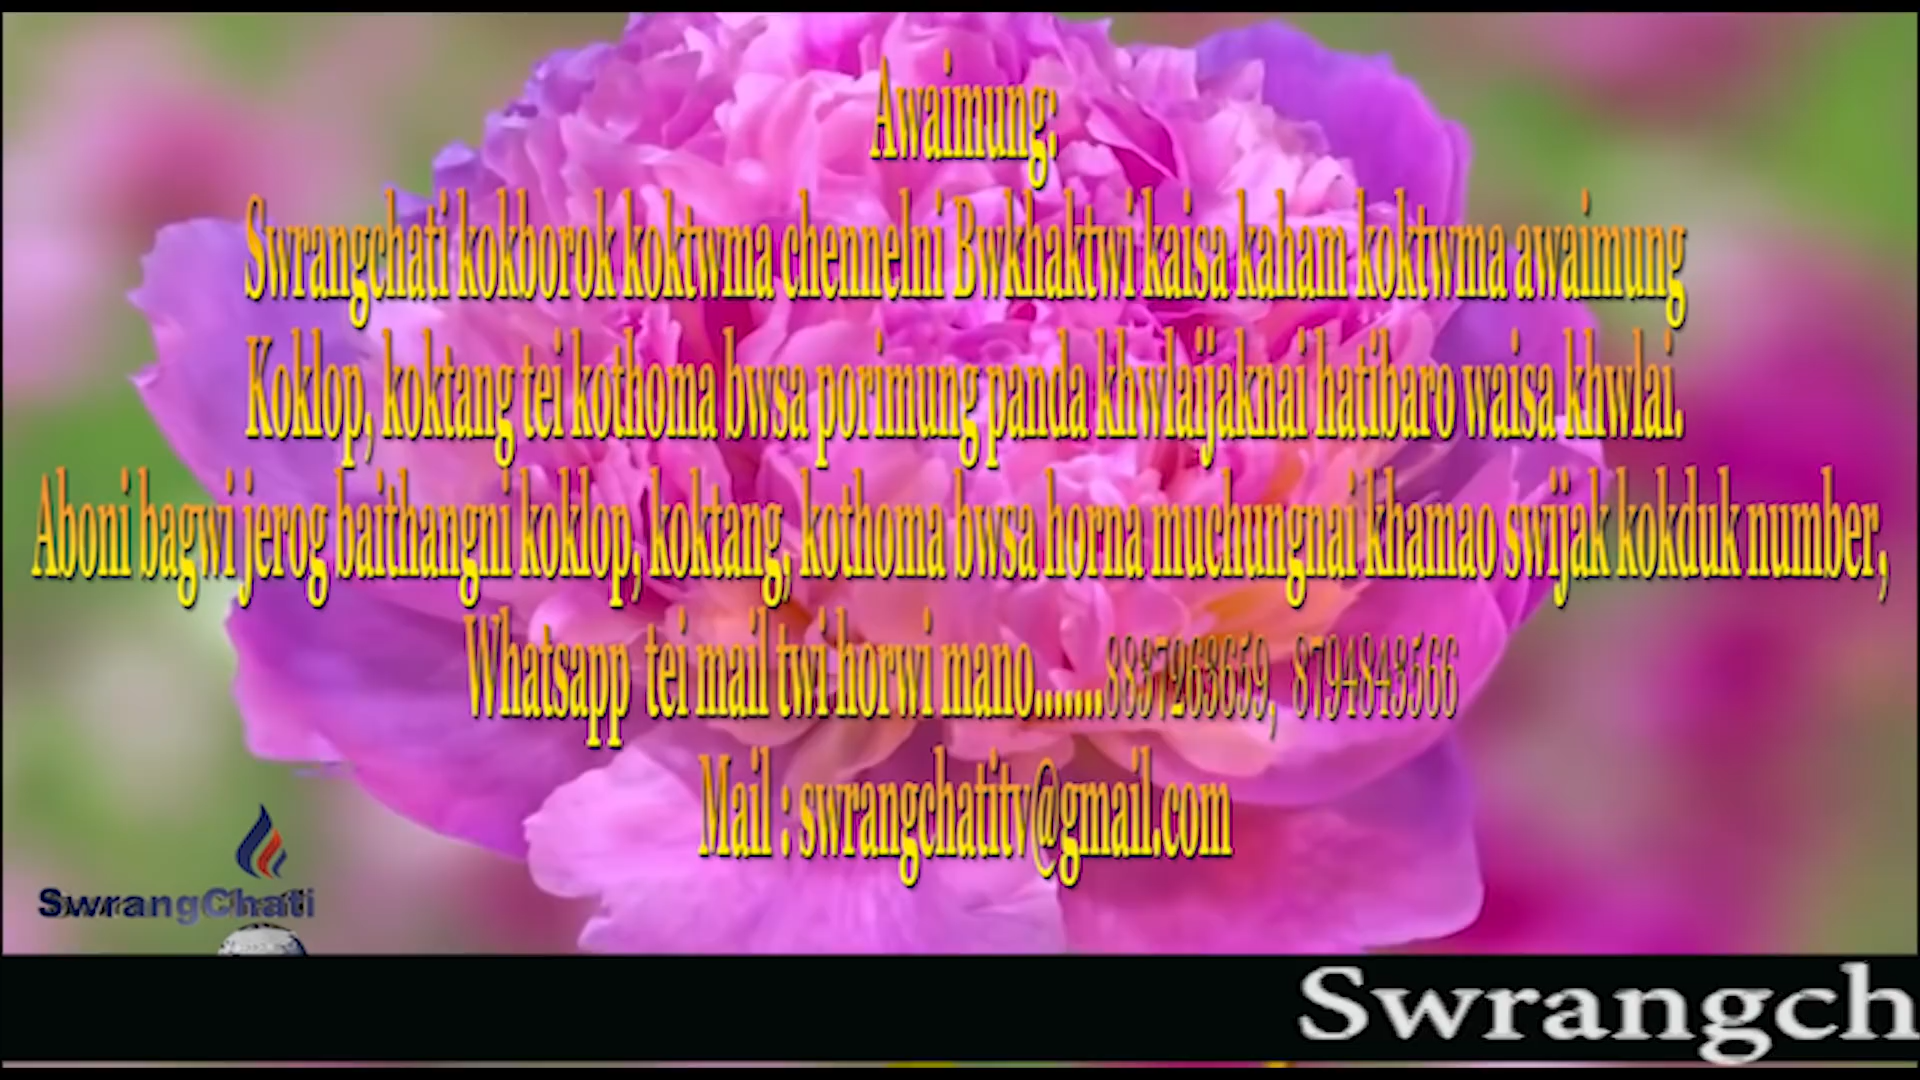 Awaimung:
Swrangchati kokborok koktwma chennelni Bwkhaktwi kaisa kaham koktwma awaimung
Koklop, koktang tei kothoma bwsa porimung panda khwlaijaknai hatibaro waisa khwlai.
Aboni bagwi jerog baithangni koklop, koktang, kothoma bwsa horna muchungnai khamao swijak kokduk number,
Whatsapp tei mail twi horwi mano.......8837263659, 8794843566
Mail : swrangchatitv@gmail.com
SwrangChati
Swrangch